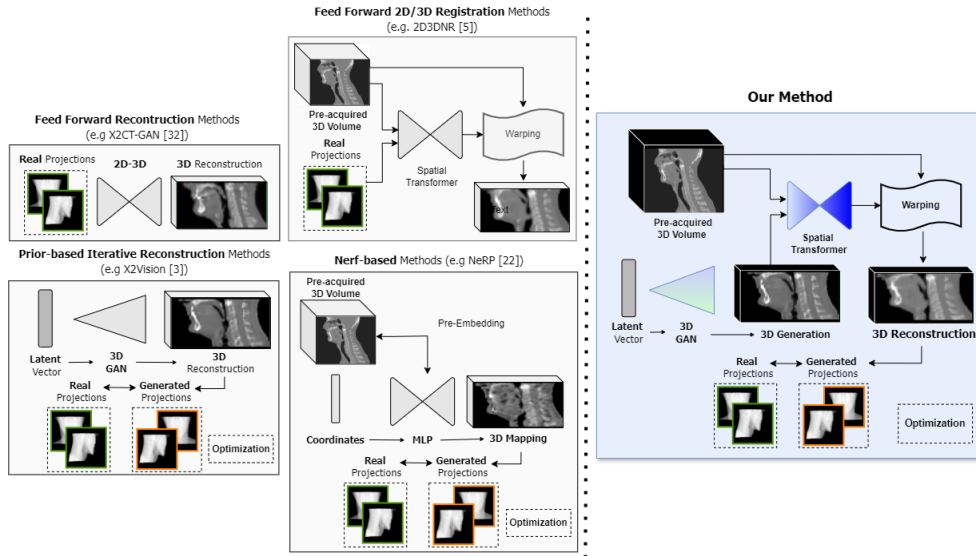 Feed Forward 2D/3D Registration Methods
(e.g. 2D3DNR [5])
Pre-acquired
3D Volume
Real
Projections
Spatial
Transformer
Warping
Text
Feed Forward Reconstruction Methods
(e.g X2CT-GAN [32])
Real Projections
2D-3D
3D Reconstruction
Prior-based Iterative Reconstruction Methods
(e.g X2Vision [3])
Latent
Vector
3D
GAN
3D
Reconstruction
Real
Projections
Generated
Projections
Optimization
Nerf-based Methods (e.g NeRP [22])
Pre-acquired
3D Volume
Pre-Embedding
Coordinates
MLP
3D Mapping
Real
Projections
Generated
Projections
Optimization
Our Method
Pre-acquired
3D Volume
Spatial
Transformer
Warping
Latent
Vector
3D
GAN
3D Generation
3D Reconstruction
Real
Projections
Generated
Projections
Optimization